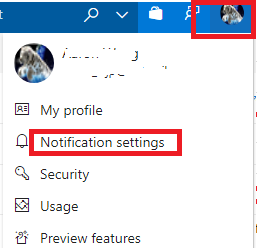 My profile
Notification settings
Security
Usage
Preview features